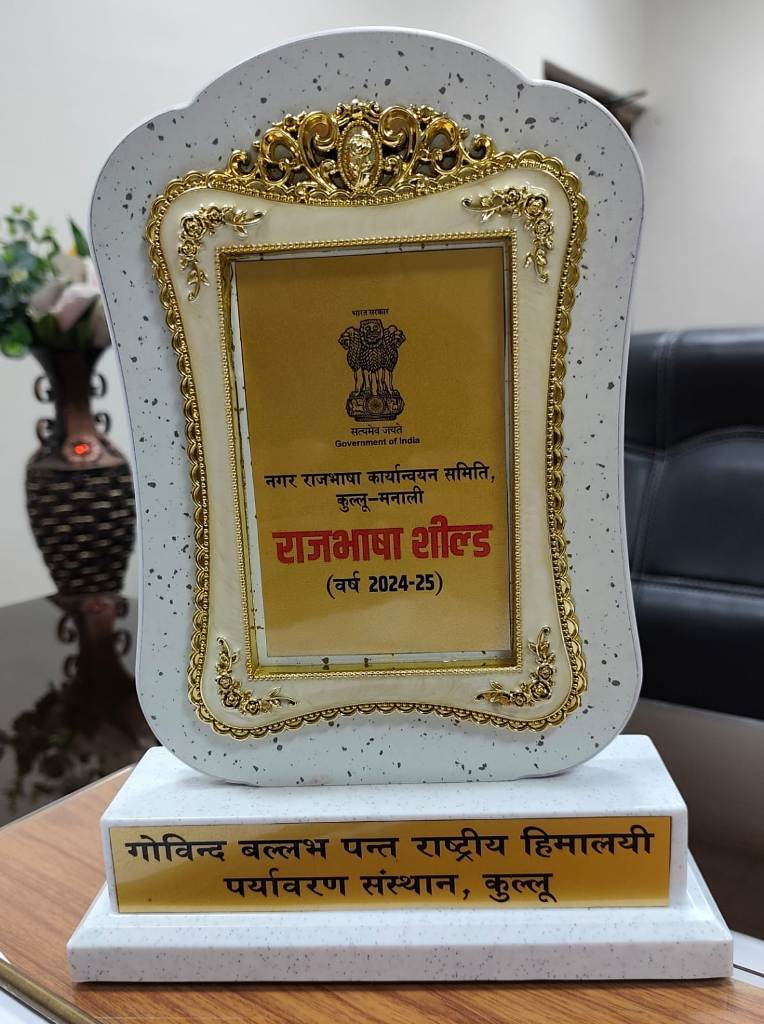 भारत सरकार
सत्यमेव जयते
Government of India
नगर राजभाषा कार्यान्वयन समिति,
कुल्लू-मनाली
राजभाषा शील्ड
(वर्ष 2024-25)
गोविन्द बल्लभ पन्त राष्ट्रीय हिमालयी
पर्यावरण संस्थान, कुल्लू